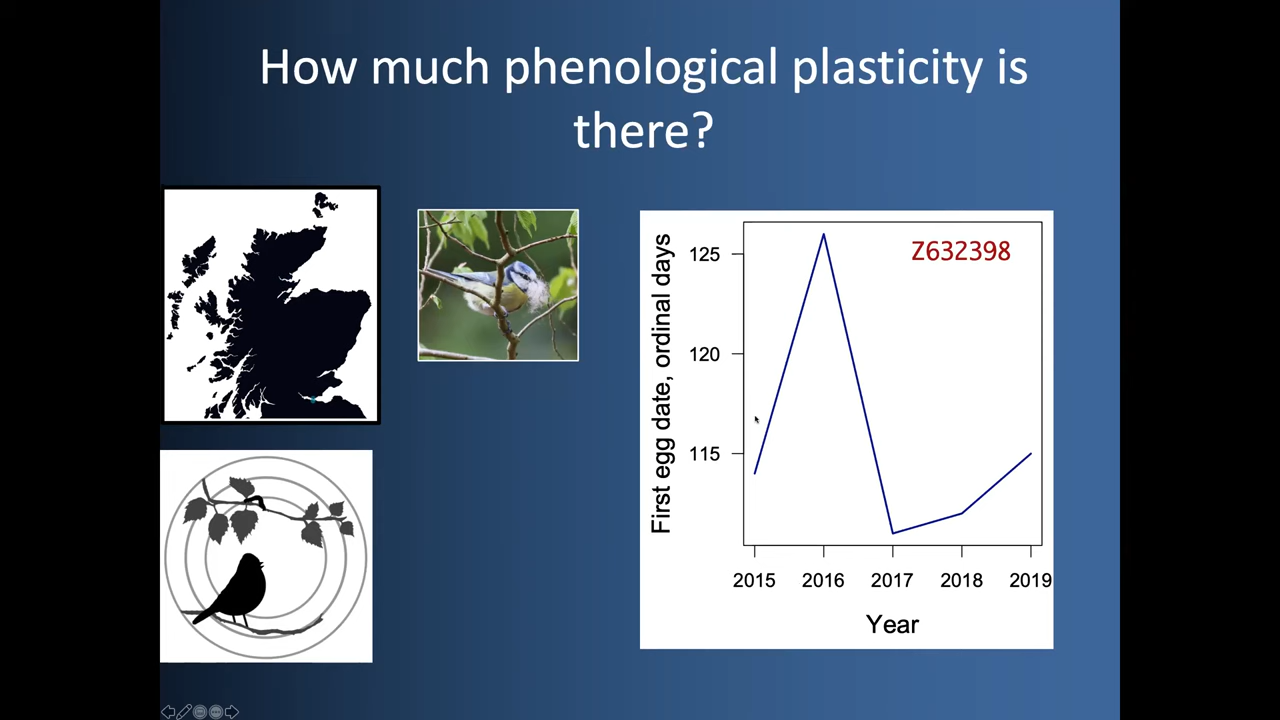 How much phenological plasticity is
there?
First egg date, ordinal days
125
120
115
Z632398
2015 2016 2017 2018 2019
Year